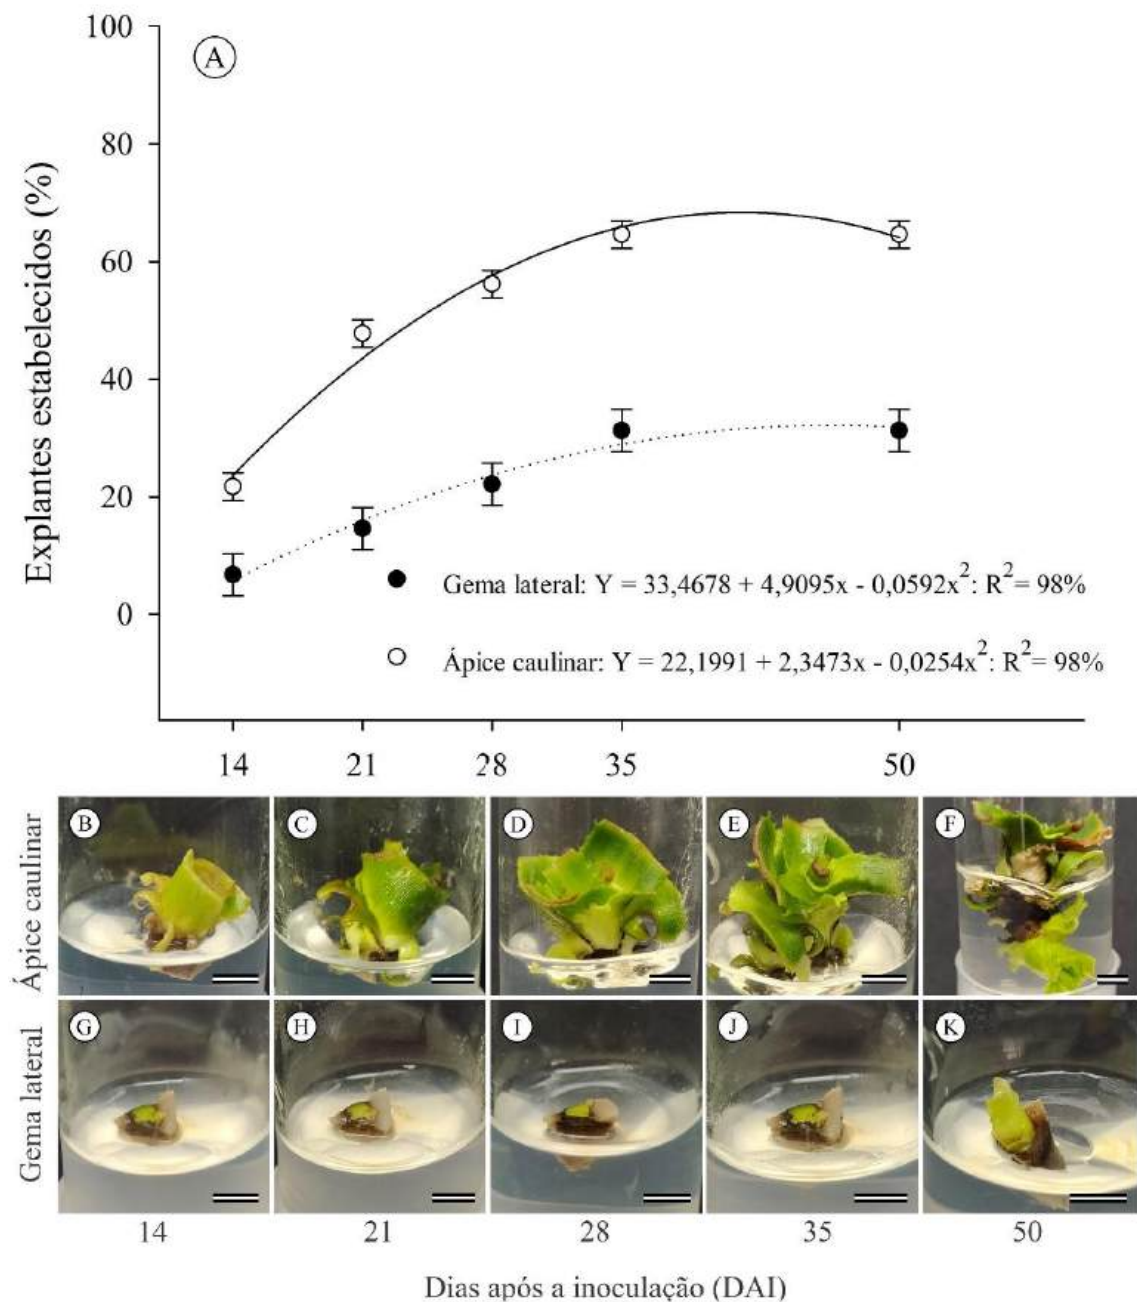 100
80
60
40
20
0
Explantes estabelecidos (%)
A
Gema lateral: Y = 33,4678 + 4,9095x - 0,0592x²: R²= 98%
Ápice caulinar: Y = 22,1991 + 2,3473x - 0,0254x²: R²= 98%
14 21 28 35 50
Ápice caulinar
B C D E F
Gema lateral
G H I J K
14 21 28 35 50
Dias após a inoculação (DAI)